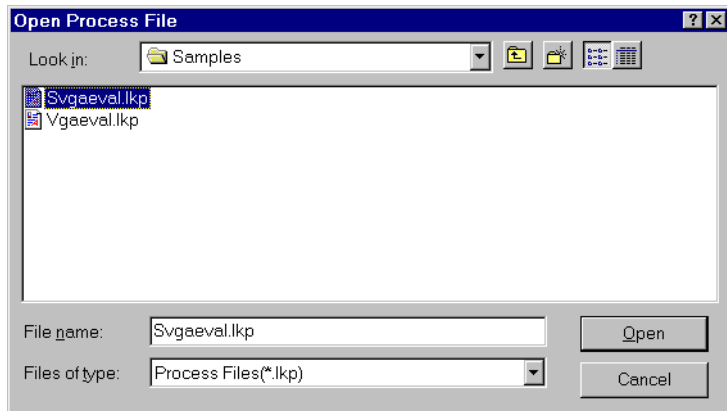 Open Process File
Look in: Samples
Svgaeval.lkp
Vgaeval.lkp
File name: Svgaeval.lkp Open
Files of type: Process Files(*.lkp) Cancel